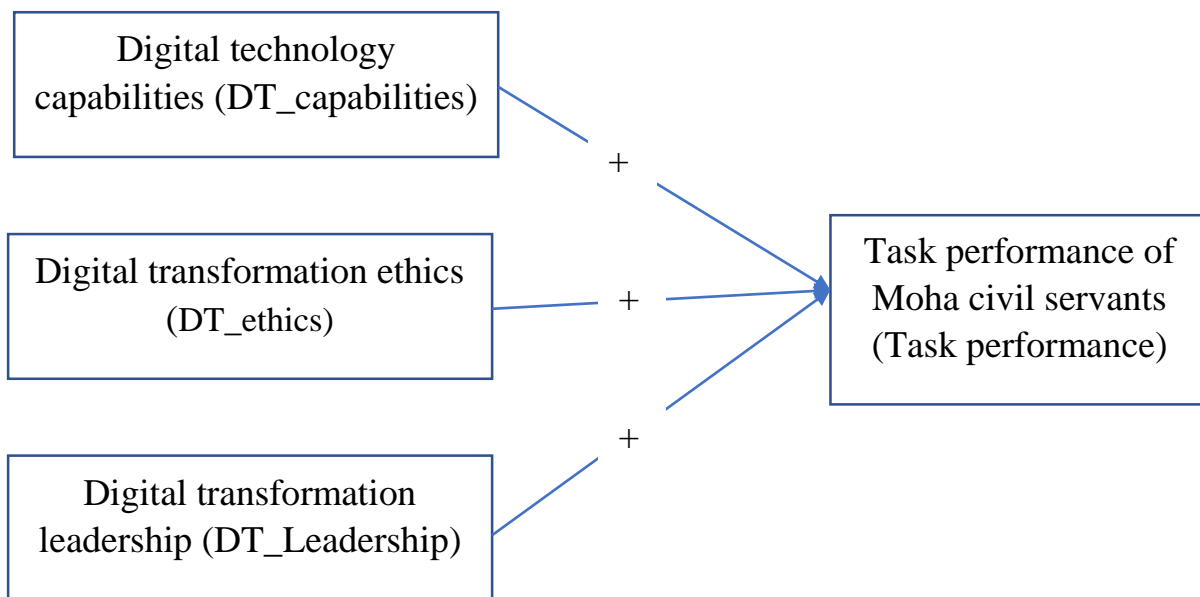 Digital technology
capabilities (DT_capabilities)
+
Digital transformation ethics
(DT_ethics)
+
Task performance of
Moha civil servants
(Task performance)
+
Digital transformation
leadership (DT_Leadership)